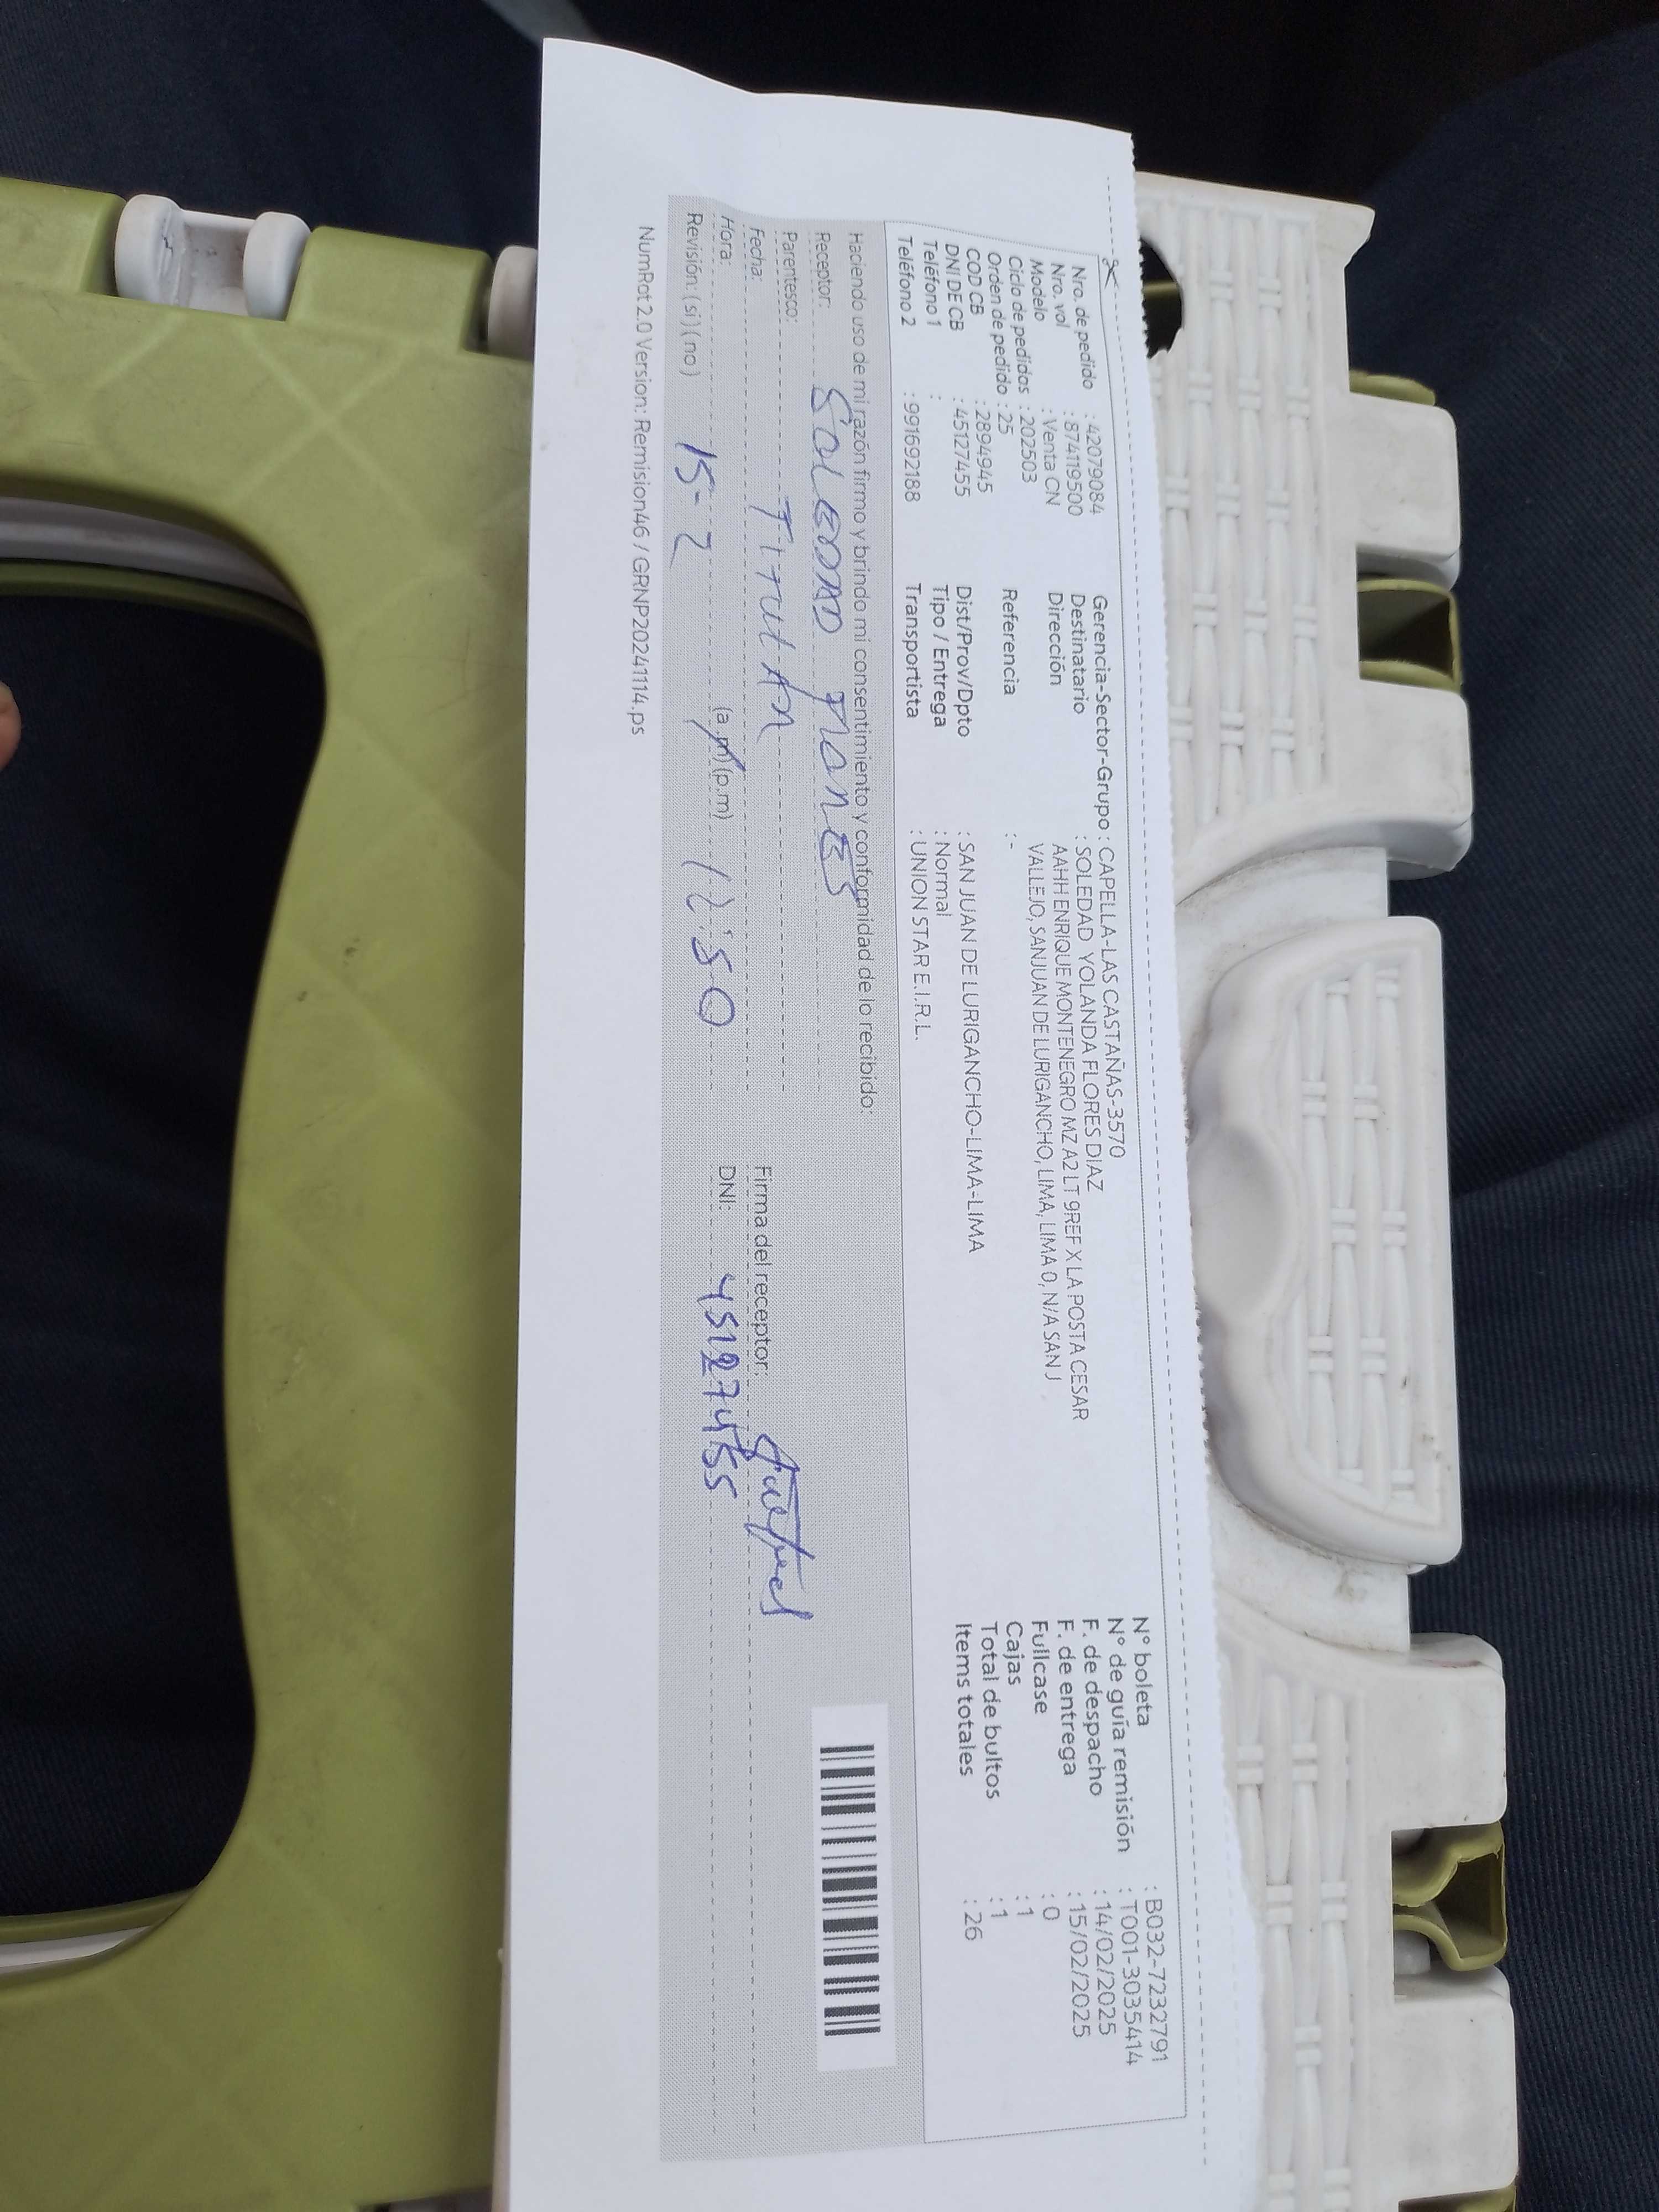 Nro. de pedido : 42079084
Nro. vol : 874119500
Modelo : Venta CN
Ciclo de pedidos : 202503
Orden de pedido : 25
COD CB : 2894945
DNI DE CB : 45127455
Teléfono 1 :
Teléfono 2 : 991692188
Gerencia-Sector-Grupo : CAPELLA-LAS CASTAÑAS-3570
Destinatario : SOLEDAD YOLANDA FLORES DIAZ
Dirección AAHH ENRIQUE MONTENEGRO MZ A2 LT 9REF X LA POSTA CESAR
VALLEJO, SANJUAN DE LURIGANCHO, LIMA, LIMA 0, N/A SAN J
Referencia : -
Dist/Prov/Dpto : SAN JUAN DE LURIGANCHO-LIMA-LIMA
Tipo / Entrega : Normal
Transportista : UNION STAR E.I.R.L.
N° boleta : B032-7232791
N° de guía remisión : T001-3035414
F. de despacho : 14/02/2025
F. de entrega : 15/02/2025
Fullcase : 0
Cajas : 1
Total de bultos : 1
Items totales : 26
Haciendo uso de mi razón firmo y brindo mi consentimiento y conformidad de lo recibido:
Receptor: SOLEDAD FLORES
Parentesco: TITULAR
Fecha:
Hora: (a.m) (p.m)
Revisión: (si) (no) 15-2 12:50
Firma del receptor:
DNI: 45127455
NumRot 2.0 Version: Remision46 / GRNP20241114.ps